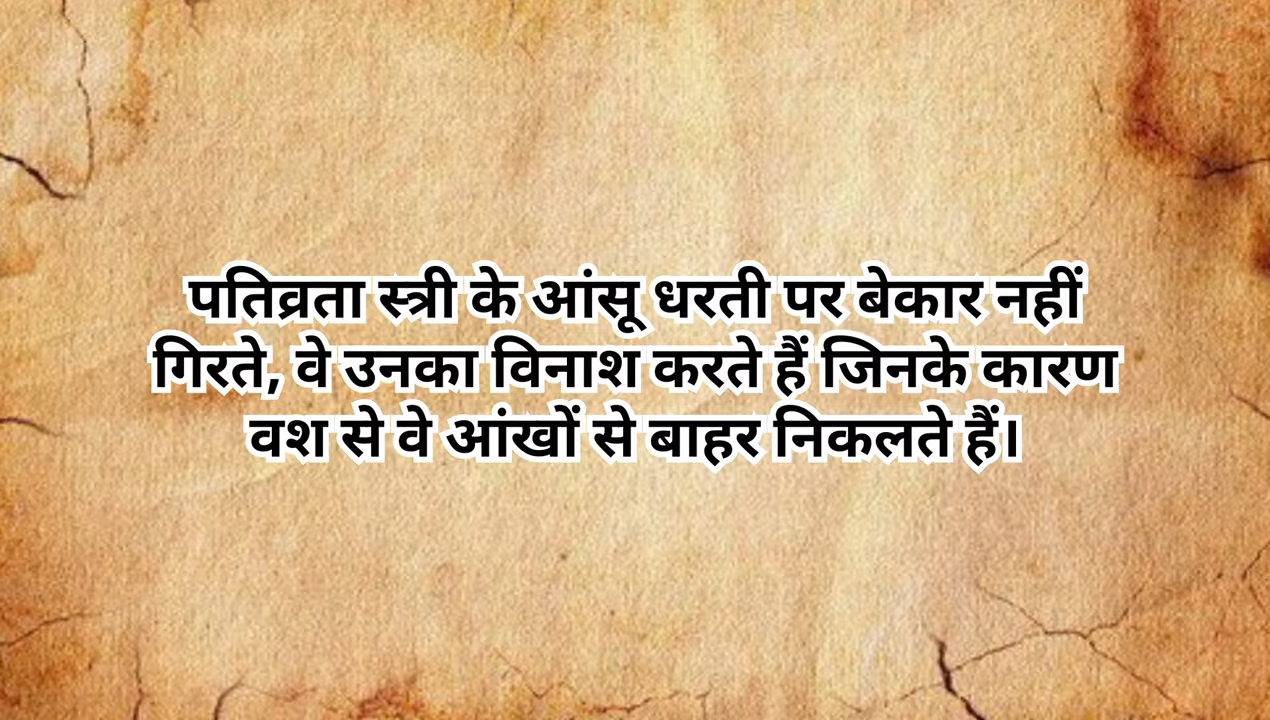 पतिव्रता स्त्री के आंसू धरती पर बेकार नहीं
गिरते, वे उनका विनाश करते हैं जिनके कारण
वश से वे आंखों से बाहर निकलते हैं।